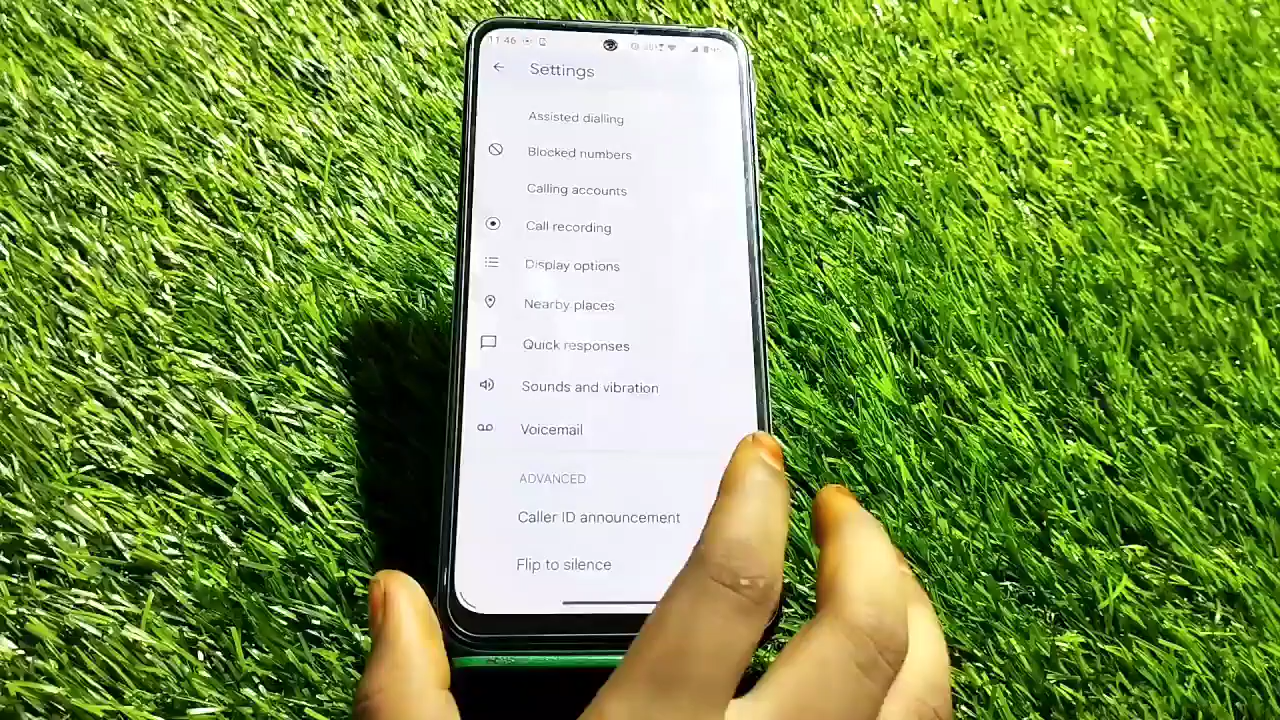 11:46
Settings
Assisted dialling
Blocked numbers
Calling accounts
Call recording
Display options
Nearby places
Quick responses
Sounds and vibration
Voicemail
ADVANCED
Caller ID announcement
Flip to silence